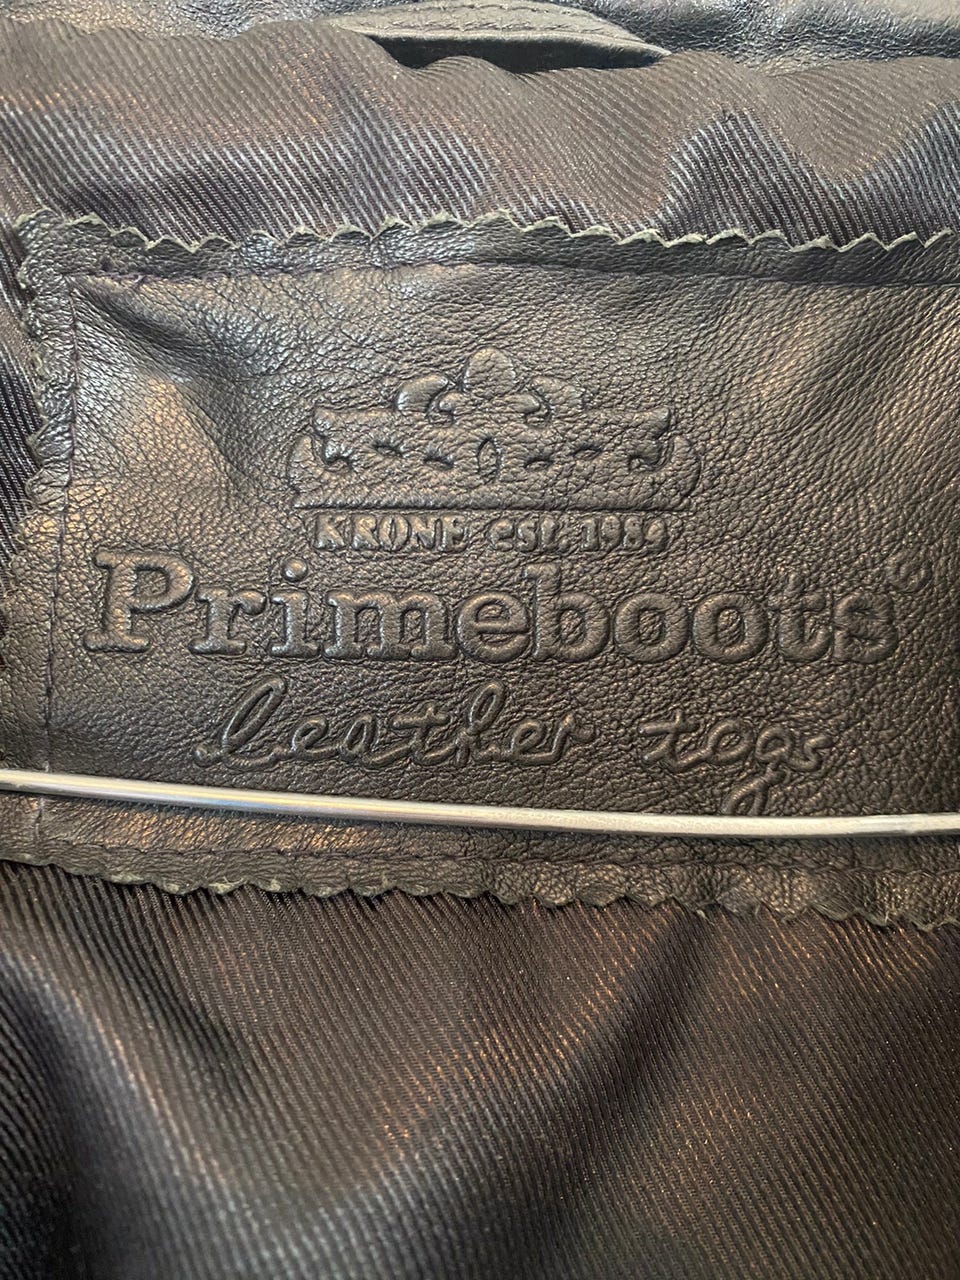 KRONE est. 1989
Primeboots®
leather togs